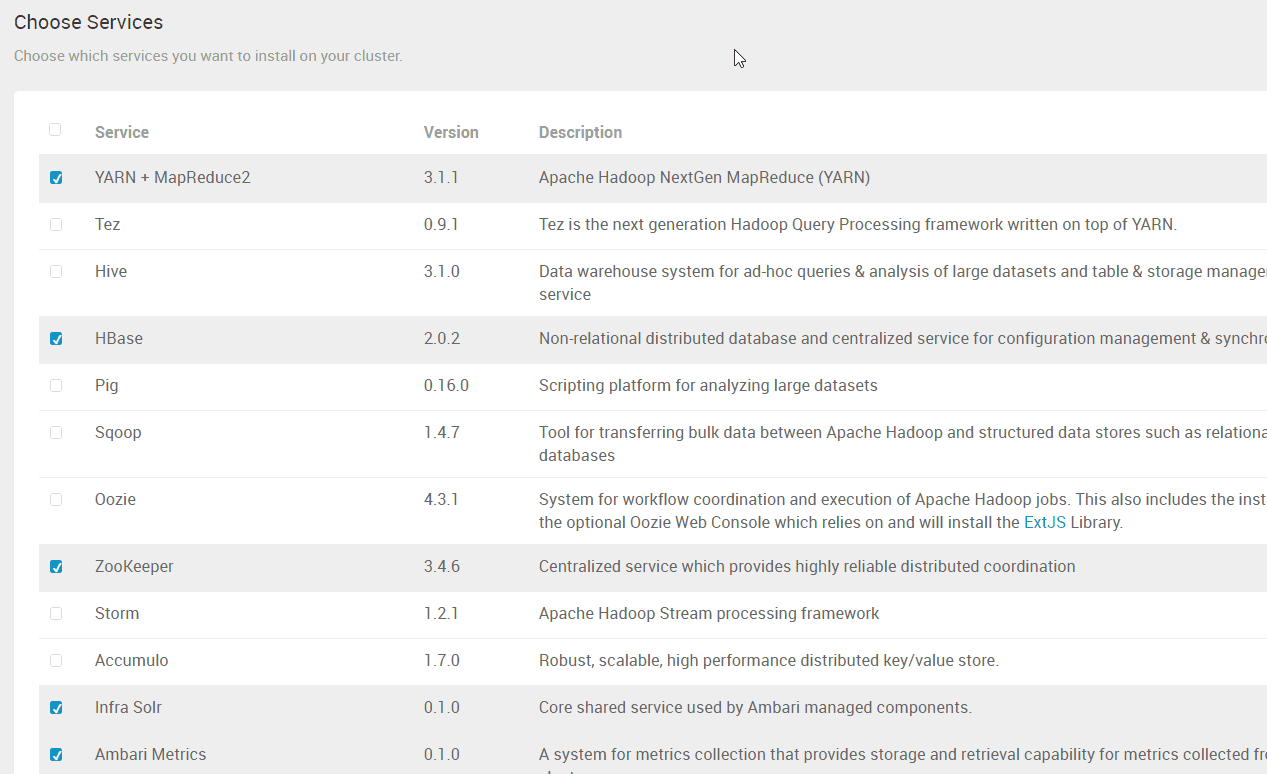 Choose Services
Choose which services you want to install on your cluster.
Service Version Description
YARN + MapReduce2 3.1.1 Apache Hadoop NextGen MapReduce (YARN)
Tez 0.9.1 Tez is the next generation Hadoop Query Processing framework written on top of YARN.
Hive 3.1.0 Data warehouse system for ad-hoc queries & analysis of large datasets and table & storage
service
HBase 2.0.2 Non-relational distributed database and centralized service for configuration management &
Pig 0.16.0 Scripting platform for analyzing large datasets
Sqoop 1.4.7 Tool for transferring bulk data between Apache Hadoop and structured data stores such as
databases
Oozie 4.3.1 System for workflow coordination and execution of Apache Hadoop jobs. This also includes the
the optional Oozie Web Console which relies on and will install the ExtJS Library.
ZooKeeper 3.4.6 Centralized service which provides highly reliable distributed coordination
Storm 1.2.1 Apache Hadoop Stream processing framework
Accumulo 1.7.0 Robust, scalable, high performance distributed key/value store.
Infra Solr 0.1.0 Core shared service used by Ambari managed components.
Ambari Metrics 0.1.0 A system for metrics collection that provides storage and retrieval capability for metrics collected